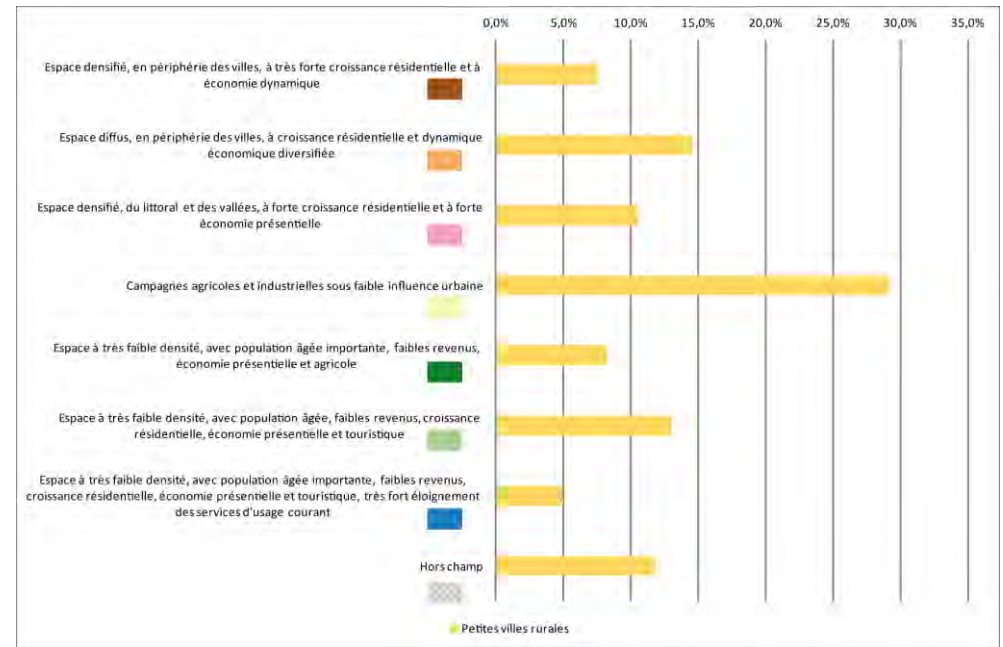 0,0% 5,0% 10,0% 15,0% 20,0% 25,0% 30,0% 35,0%
Espace densifié, en périphérie des villes, à très forte croissance résidentielle et à
économie dynamique
Espace diffus, en périphérie des villes, à croissance résidentielle et dynamique
économique diversifiée
Espace densifié, du littoral et des vallées, à forte croissance résidentielle et à forte
économie présentielle
Campagnes agricoles et industrielles sous faible influence urbaine
Espace à très faible densité, avec population âgée importante, faibles revenus,
économie présentielle et agricole
Espace à très faible densité, avec population âgée, faibles revenus, croissance
résidentielle, économie présentielle et touristique
Espace à très faible densité, avec population âgée importante, faibles revenus,
croissance résidentielle, économie présentielle et touristique, très fort éloignement
des services d'usage courant
Hors champ
Petites villes rurales